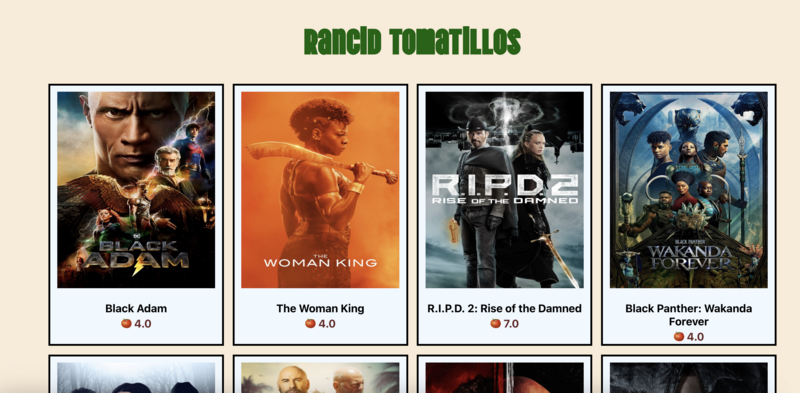 Rancid Tomatillos
DC
BLACK
ADAM
THE
WOMAN KING
R.I.P.D.2
RISE OF THE DAMNED
BLACK PANTHER
WAKANDA
FOREVER
Black Adam
4.0
The Woman King
4.0
R.I.P.D. 2: Rise of the Damned
7.0
Black Panther: Wakanda
Forever
4.0